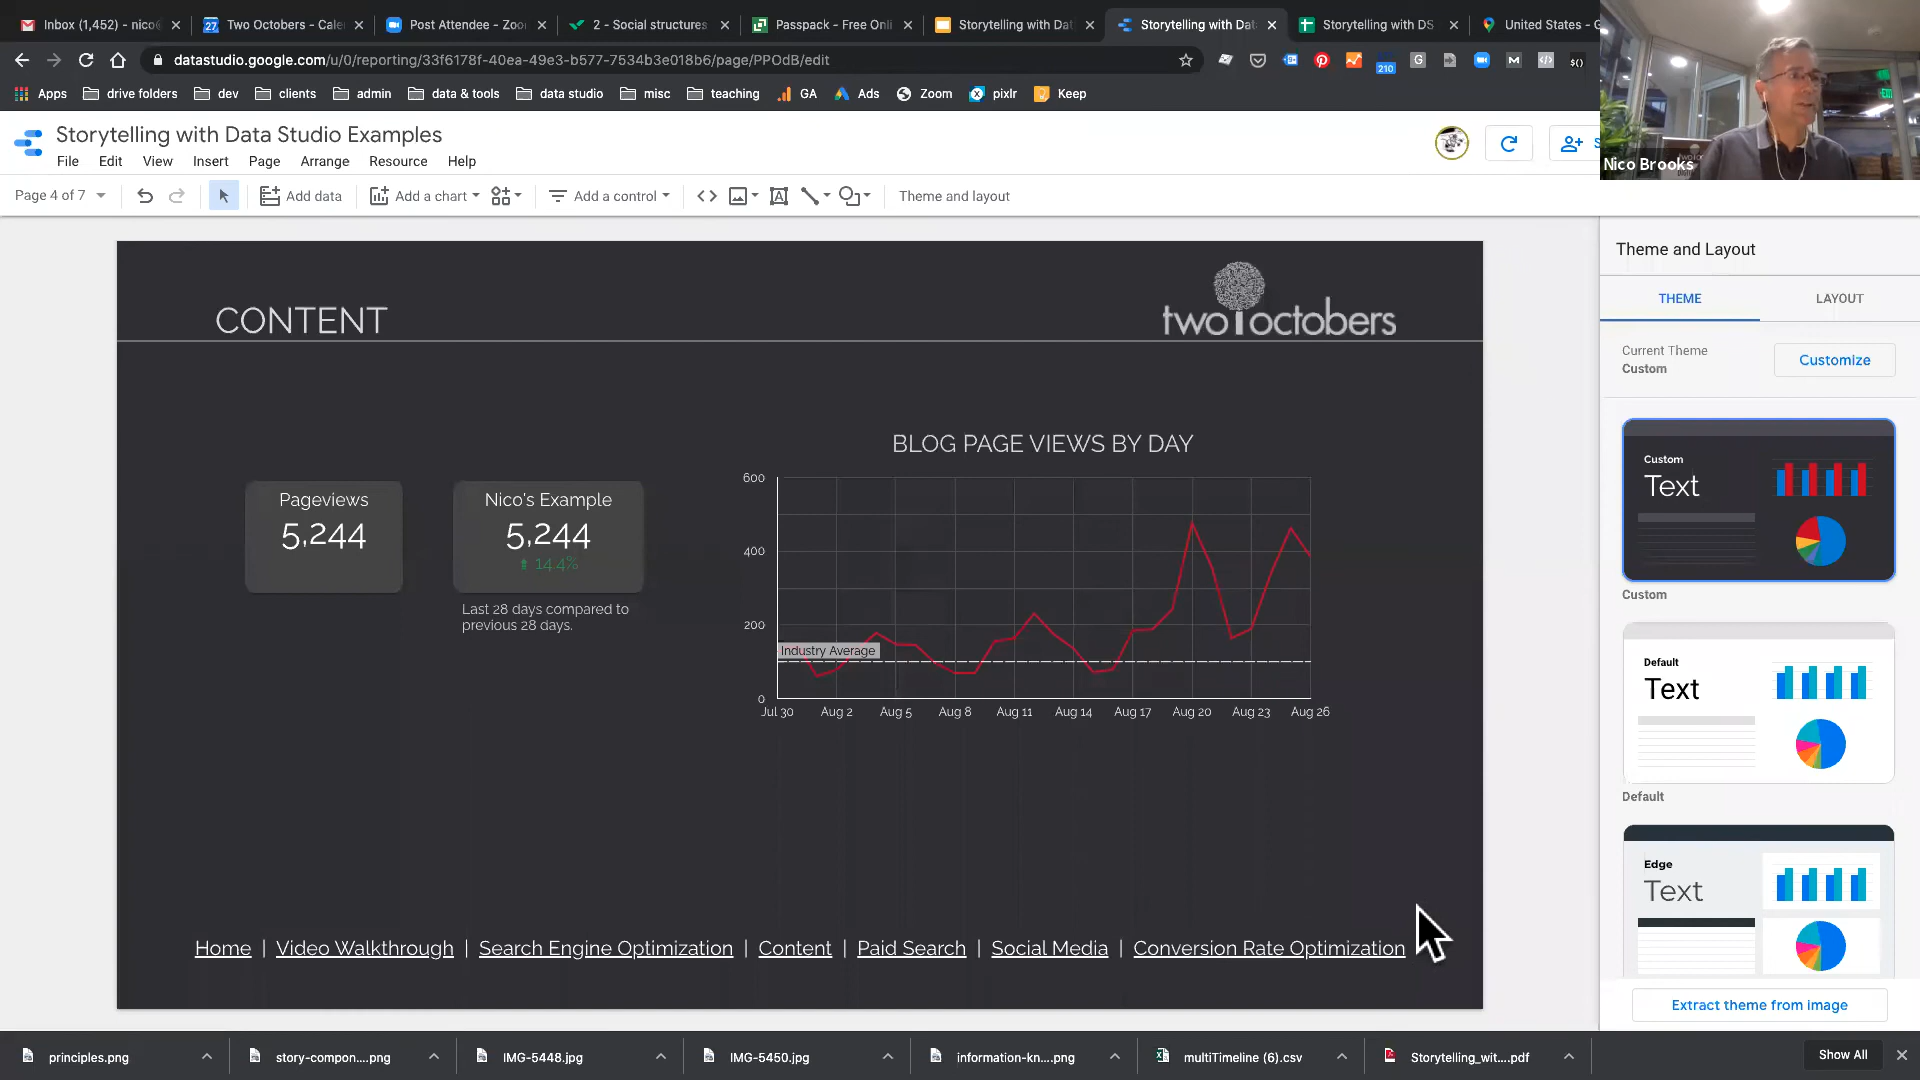 Inbox (1,452) - nico@
Two Octobers - Cale
Post Attendee - Zoo
2 - Social structures
Passpack - Free Onli
Storytelling with Dat
Storytelling with Dat
Storytelling with DS
United States - G
datastudio.google.com/u/0/reporting/33f6178f-40ea-49e3-b577-7534b3e018b6/page/PPOdB/edit
210
Apps
drive folders
dev
clients
admin
data & tools
data studio
misc
teaching
GA
Ads
Zoom
pixlr
Keep
Nico Brooks
Storytelling with Data Studio Examples
File Edit View Insert Page Arrange Resource Help
Page 4 of 7
Add data
Add a chart
Add a control
Theme and layout
CONTENT
two octobers
Pageviews
5,244
Nico's Example
5,244
14.4%
Last 28 days compared to
previous 28 days.
BLOG PAGE VIEWS BY DAY
600
400
200
0
Industry Average
Jul 30 Aug 2 Aug 5 Aug 8 Aug 11 Aug 14 Aug 17 Aug 20 Aug 23 Aug 26
Home | Video Walkthrough | Search Engine Optimization | Content | Paid Search | Social Media | Conversion Rate Optimization
Theme and Layout
THEME LAYOUT
Current Theme
Custom
Customize
Custom
Text
Custom
Default
Text
Default
Edge
Text
Extract theme from image
principles.png
story-compon....png
IMG-5448.jpg
IMG-5450.jpg
information-kn....png
multiTimeline (6).csv
Storytelling_wit....pdf
Show All